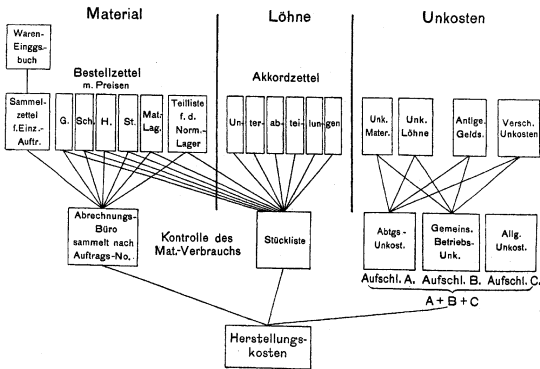 Material
Löhne
Unkosten
Waren-
Einggs.-
buch
Bestellzettel
m. Preisen
Akkordzettel
Sammel-
zettel
f. Einz.-
Auftr.
G.
Sch.
H.
St.
Mat.-
Lag.
Teilliste
f. d.
Norm.-
Lager
Un-
ter-
ab-
tei-
lun-
gen
Unk.
Mater.
Unk.
Löhne
Antlge.
Gelds.
Versch.
Unkosten
Abrechnungs-
Büro
sammelt nach
Auftrags-No.
Kontrolle des
Mat.-Verbrauchs
Stückliste
Abtgs-
Unkost.
Gemeins.
Betriebs-
Unk.
Allg.
Unkost.
Aufschl. A.
Aufschl. B.
Aufschl. C.
A + B + C
Herstellungs-
kosten